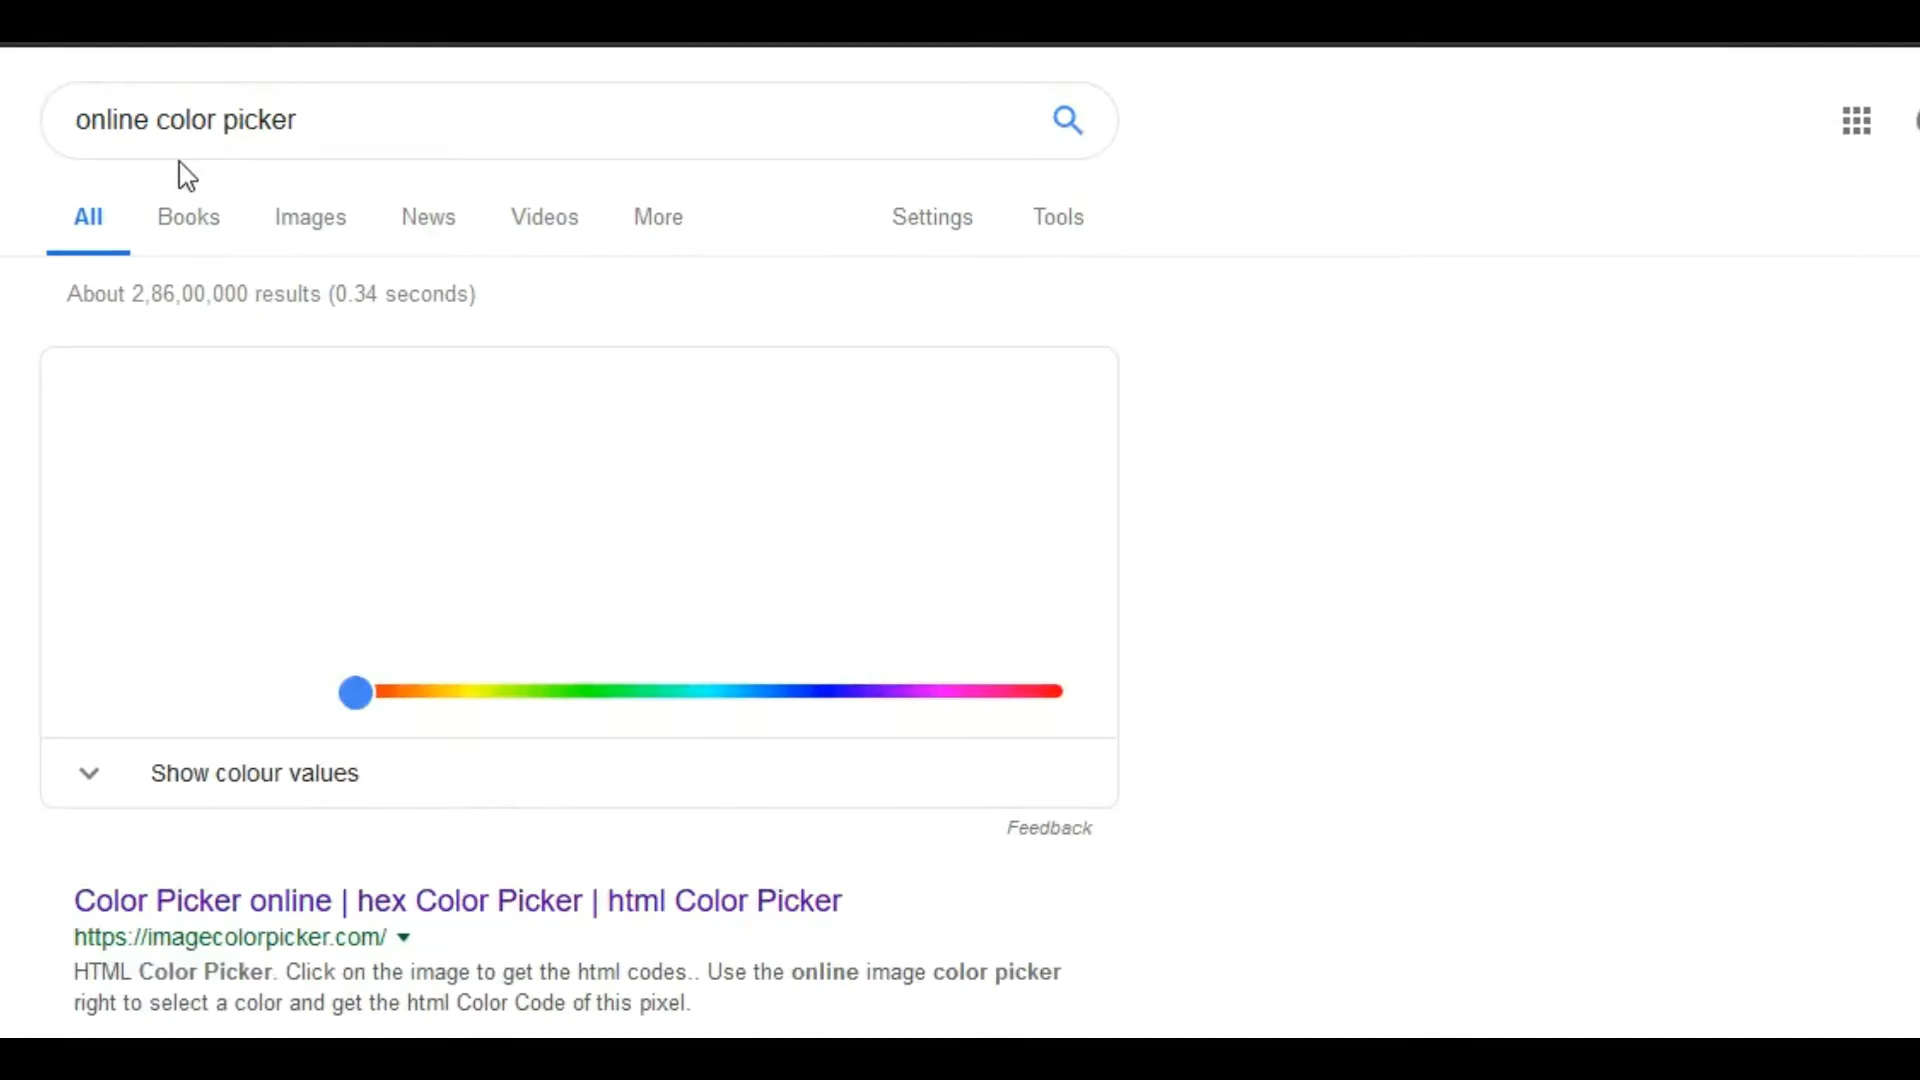 online color picker
All Books Images News Videos More Settings Tools
About 2,86,00,000 results (0.34 seconds)
Show colour values
Feedback
Color Picker online | hex Color Picker | html Color Picker
https://imagecolorpicker.com/
HTML Color Picker. Click on the image to get the html codes.. Use the online image color picker
right to select a color and get the html Color Code of this pixel.